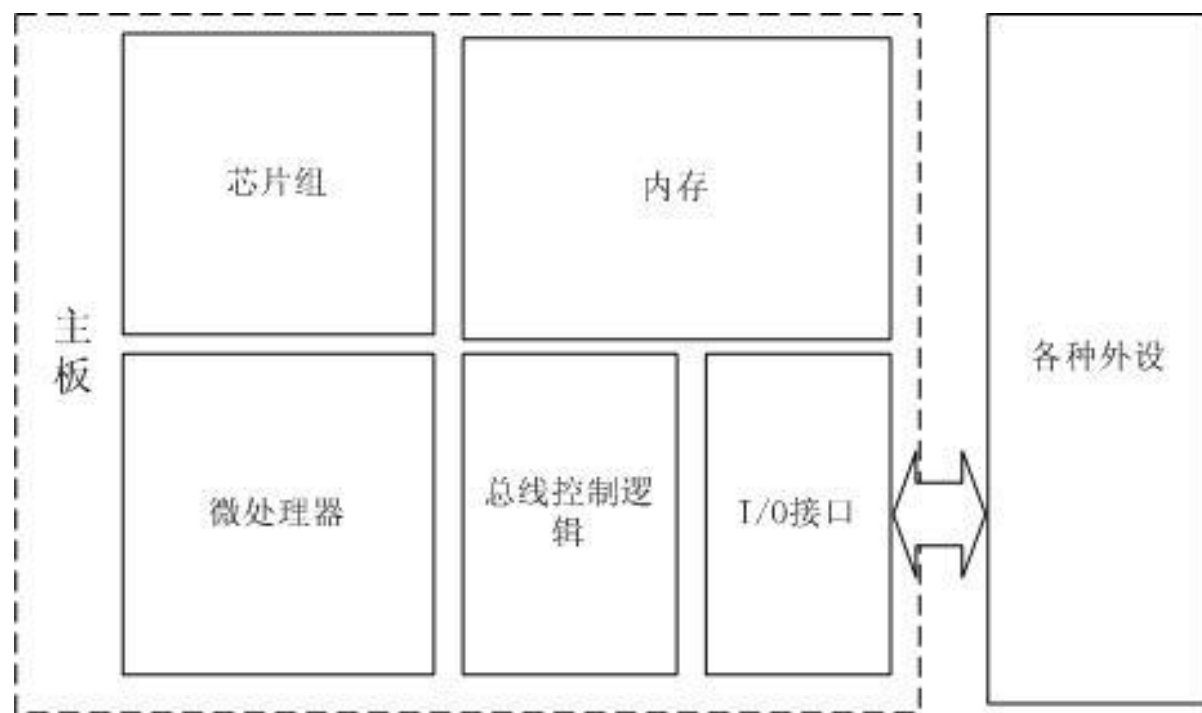 芯片组
内存
主
板
各种外设
微处理器
总线控制逻
辑
I/O接口